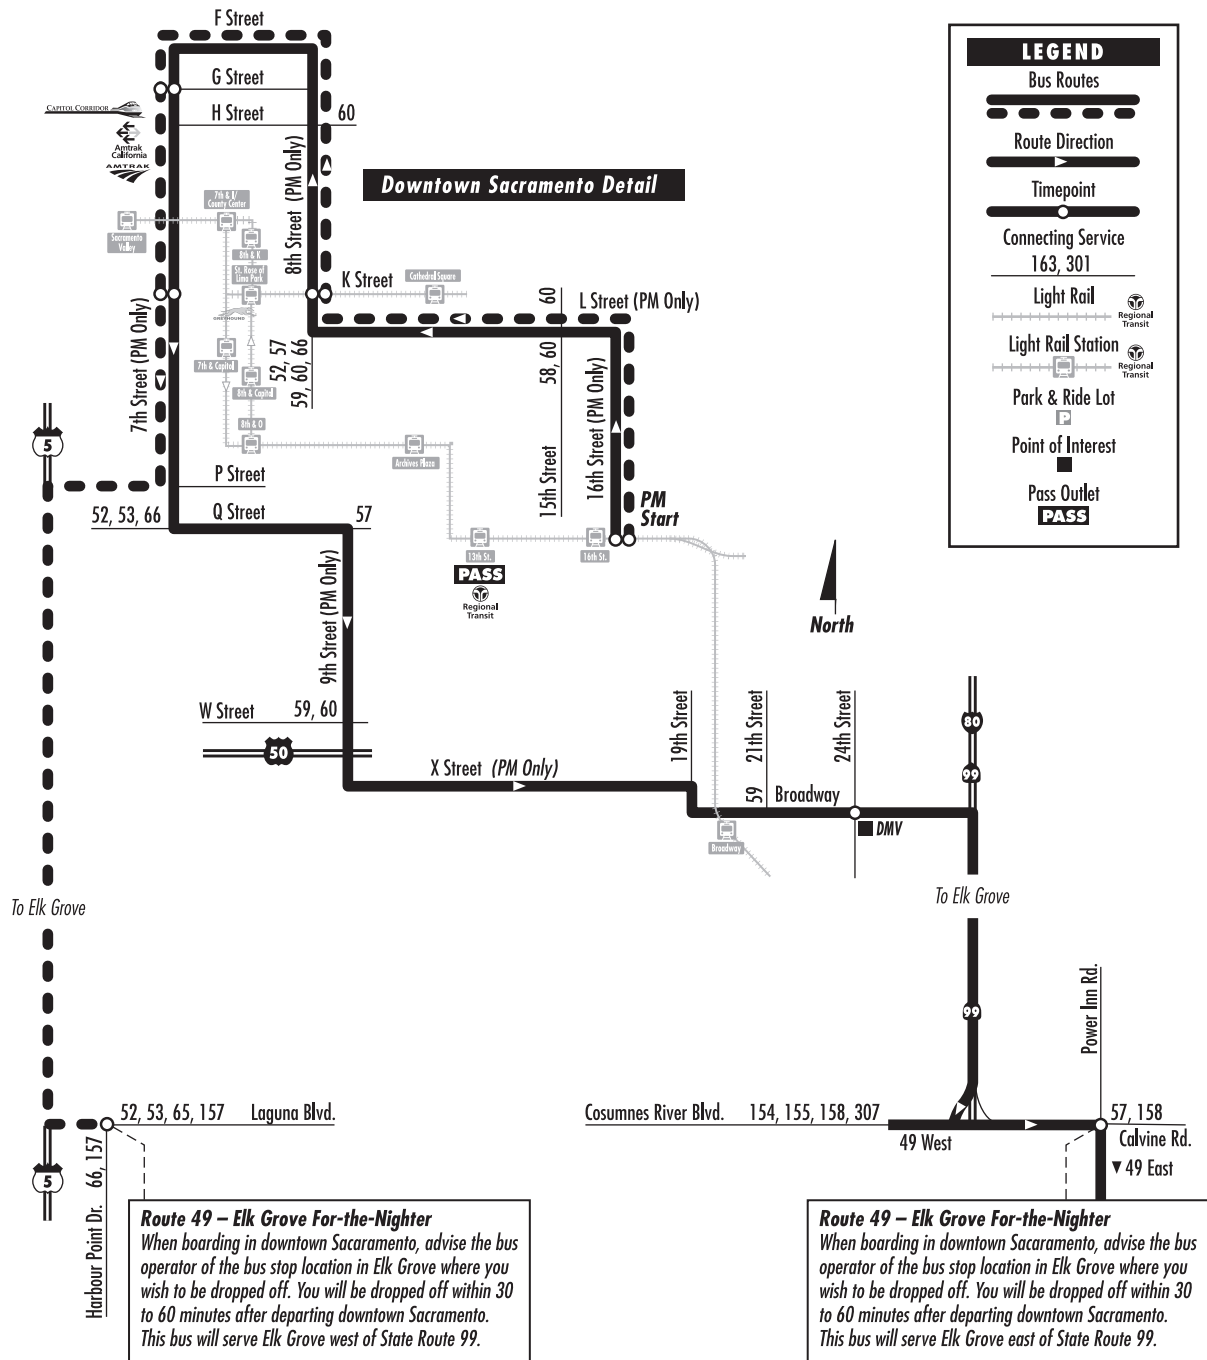 F Street
G Street
H Street
60
CAPITOL CORRIDOR
Amtrak
California
AMTRAK
8th Street (PM Only)
Downtown Sacramento Detail
7th & I/
County Center
Sacramento
Valley
8th & K
St. Rose of
Lima Park
K Street
Cathedral Square
GREYHOUND
7th Street (PM Only)
7th & Capitol
8th & Capitol
52, 57
59, 60, 66
60
58, 60
L Street (PM Only)
15th Street
16th Street (PM Only)
8th & O
Archives Plaza
5
P Street
52, 53, 66
Q Street
57
PM
Start
13th St.
16th St.
PASS
Regional
Transit
North
9th Street (PM Only)
W Street
59, 60
50
X Street (PM Only)
19th Street
21th Street
24th Street
59
Broadway
DMV
Broadway
80
99
To Elk Grove
To Elk Grove
99
Power Inn Rd.
52, 53, 65, 157
Laguna Blvd.
Cosumnes River Blvd.
154, 155, 158, 307
49 West
57, 158
Calvine Rd.
49 East
5
Harbour Point Dr.
66, 157
Route 49 – Elk Grove For-the-Nighter
When boarding in downtown Sacaramento, advise the bus
operator of the bus stop location in Elk Grove where you
wish to be dropped off. You will be dropped off within 30
to 60 minutes after departing downtown Sacramento.
This bus will serve Elk Grove west of State Route 99.
Route 49 – Elk Grove For-the-Nighter
When boarding in downtown Sacaramento, advise the bus
operator of the bus stop location in Elk Grove where you
wish to be dropped off. You will be dropped off within 30
to 60 minutes after departing downtown Sacramento.
This bus will serve Elk Grove east of State Route 99.
LEGEND
Bus Routes
Route Direction
Timepoint
Connecting Service
163, 301
Light Rail
Regional
Transit
Light Rail Station
Regional
Transit
Park & Ride Lot
P
Point of Interest
Pass Outlet
PASS